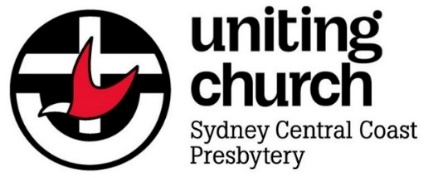 uniting
church
Sydney Central Coast
Presbytery